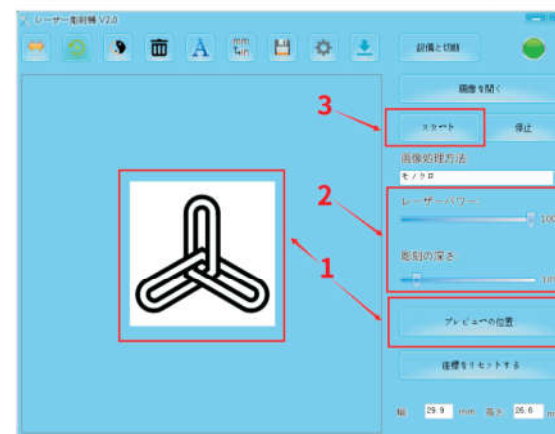 レーザー彫刻機 V2.0
設備と切断
画像を開く
3
スタート
停止
画像処理方法
モノクロ
2
レーザーパワー:
100
彫刻の深さ
10%
1
プレビューの位置
座標をリセットする
幅: 29.9 mm 高さ: 26.6